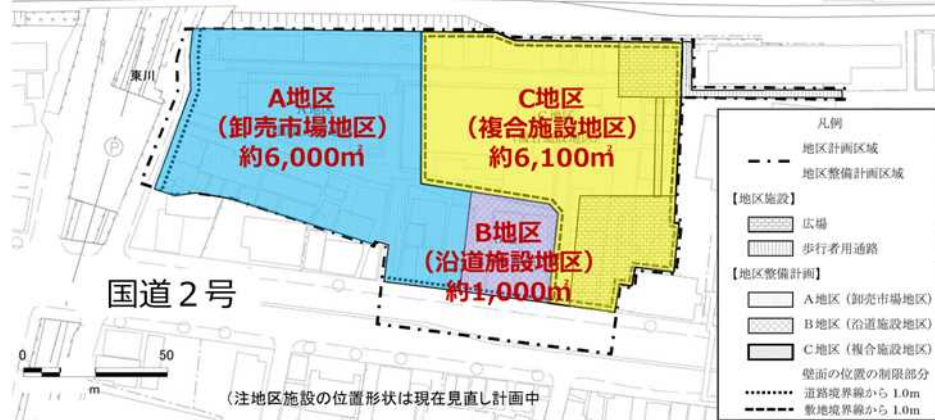 東川
A地区
(卸売市場地区)
約6,000㎡
C地区
(複合施設地区)
約6,100㎡
P
B地区
(沿道施設地区)
約1,000㎡
国道２号
0
50
m
(注地区施設の位置形状は現在見直し計画中
凡例
地区計画区域
地区整備計画区域
【地区施設】
広場
歩行者用通路
【地区整備計画】
A地区（卸売市場地区）
B地区（沿道施設地区）
C地区（複合施設地区）
壁面の位置の制限部分
道路境界線から 1.0m
敷地境界線から 1.0m